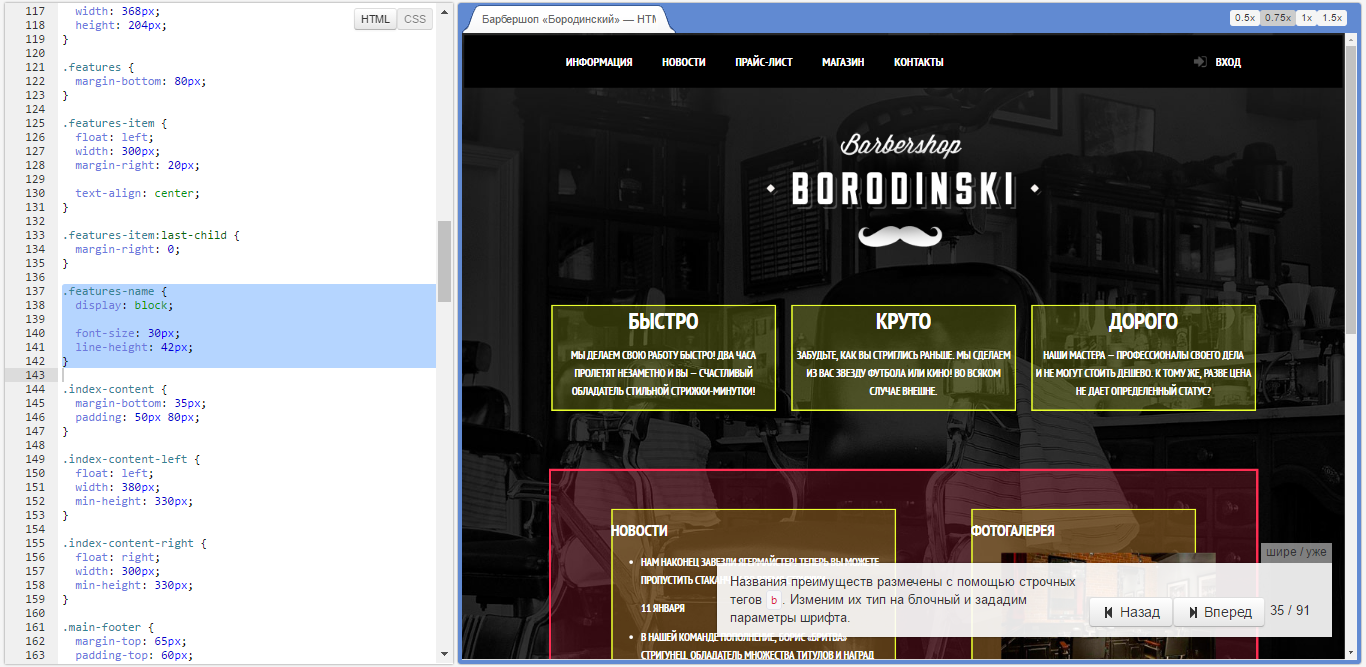 117 width: 368px;
118 height: 204px;
119 }
120
121 .features {
122 margin-bottom: 80px;
123 }
124
125 .features-item {
126 float: left;
127 width: 300px;
128 margin-right: 20px;
129
130 text-align: center;
131 }
132
133 .features-item:last-child {
134 margin-right: 0;
135 }
136
137 .features-name {
138 display: block;
139
140 font-size: 30px;
141 line-height: 42px;
142 }
143
144 .index-content {
145 margin-bottom: 35px;
146 padding: 50px 80px;
147 }
148
149 .index-content-left {
150 float: left;
151 width: 380px;
152 min-height: 330px;
153 }
154
155 .index-content-right {
156 float: right;
157 width: 300px;
158 min-height: 330px;
159 }
160
161 .main-footer {
162 margin-top: 65px;
163 padding-top: 60px;
HTML CSS
Барбершоп «Бородинский» — HTM
0.5x 0.75x 1x 1.5x
ИНФОРМАЦИЯ НОВОСТИ ПРАЙС-ЛИСТ МАГАЗИН КОНТАКТЫ ВХОД
Barbershop
BORODINSKI
БЫСТРО
МЫ ДЕЛАЕМ СВОЮ РАБОТУ БЫСТРО! ДВА ЧАСА
ПРОЛЕТЯТ НЕЗАМЕТНО И ВЫ — СЧАСТЛИВЫЙ
ОБЛАДАТЕЛЬ СТИЛЬНОЙ СТРИЖКИ-МИНУТКИ!
КРУТО
ЗАБУДЬТЕ, КАК ВЫ СТРИГЛИСЬ РАНЬШЕ. МЫ СДЕЛАЕМ
ИЗ ВАС ЗВЕЗДУ ФУТБОЛА ИЛИ КИНО! ВО ВСЯКОМ
СЛУЧАЕ ВНЕШНЕ.
ДОРОГО
НАШИ МАСТЕРА — ПРОФЕССИОНАЛЫ СВОЕГО ДЕЛА
И НЕ МОГУТ СТОИТЬ ДЕШЕВО. К ТОМУ ЖЕ, РАЗВЕ ЦЕНА
НЕ ДАЕТ ОПРЕДЕЛЕННЫЙ СТАТУС?
НОВОСТИ
НАМ НАКОНЕЦ ЗАВЕЗЛИ ЯГЕРМАЙСТЕР! ТЕПЕРЬ ВЫ МОЖЕТЕ
ПРОПУСТИТЬ
11 ЯНВАРЯ
В НАШЕЙ КОМАНДЕ ПОПОЛНЕНИЕ, БОРИС «БРИТВА»
СТРИГУНЕЦ, ОБЛАДАТЕЛЬ МНОЖЕСТВА ТИТУЛОВ И НАГРАД
ФОТОГАЛЕРЕЯ
шире / уже
Названия преимуществ размечены с помощью строчных
тегов b. Изменим их тип на блочный и зададим
параметры шрифта.
Назад Вперед 35 / 91